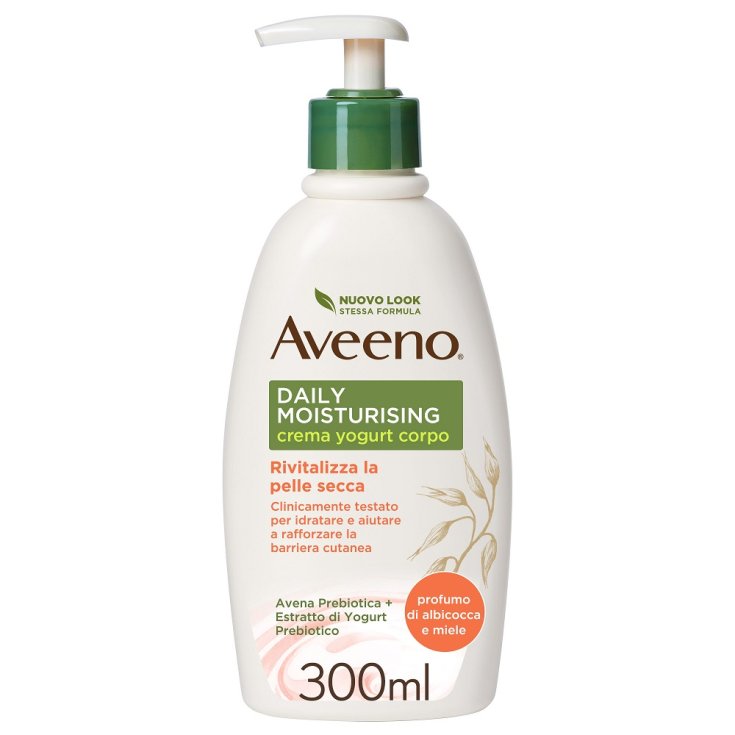 NUOVO LOOK
STESSA FORMULA
Aveeno®
DAILY
MOISTURISING
crema yogurt corpo
Rivitalizza la
pelle secca
Clinicamente testato
per idratare e aiutare
a rafforzare la
barriera cutanea
Avena Prebiotica +
Estratto di Yogurt
Prebiotico
profumo
di albicocca
e miele
300ml